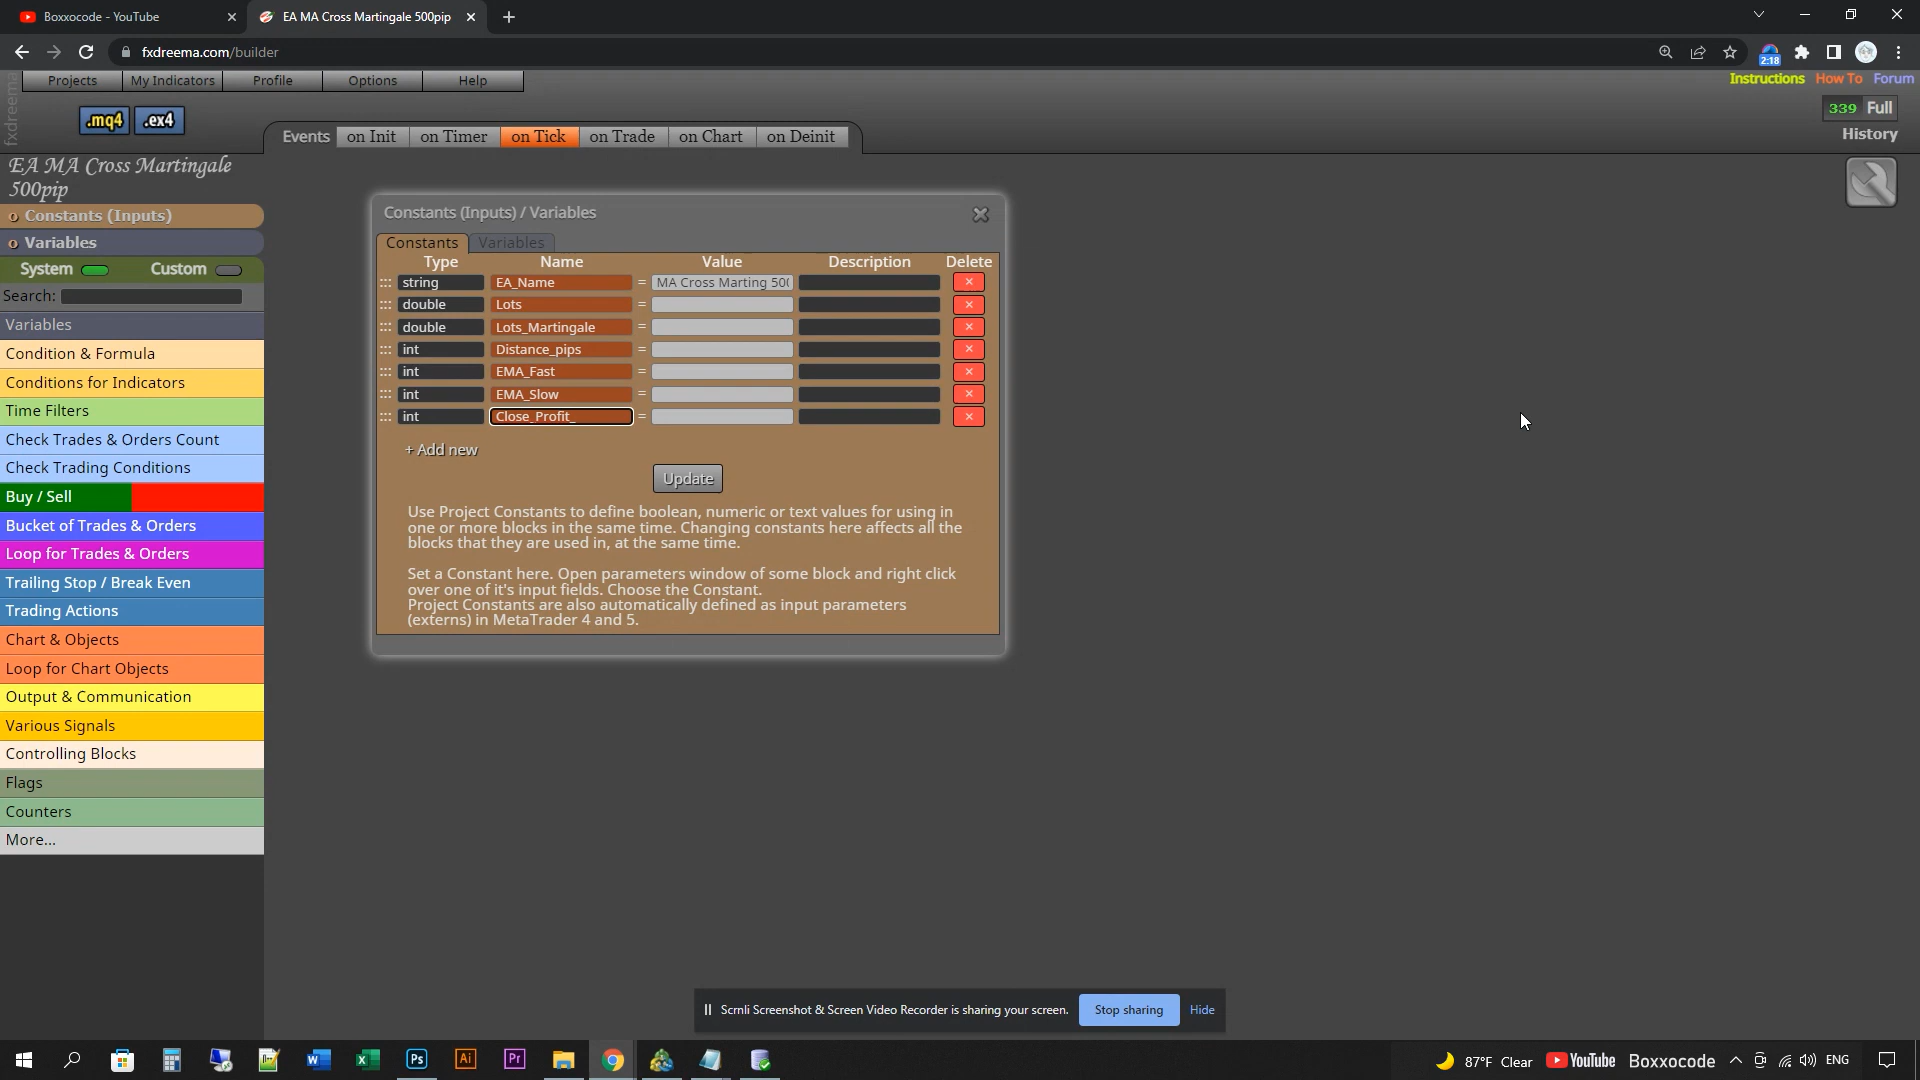 Boxxocode - YouTube
EA MA Cross Martingale 500pip
fxdreema.com/builder
2:18
Projects
My Indicators
Profile
Options
Help
Instructions
How To
Forum
fxdreema
.mq4
.ex4
339 Full
History
Events
on Init
on Timer
on Tick
on Trade
on Chart
on Deinit
EA MA Cross Martingale
500pip
Constants (Inputs)
Variables
System
Custom
Search:
Variables
Condition & Formula
Conditions for Indicators
Time Filters
Check Trades & Orders Count
Check Trading Conditions
Buy / Sell
Bucket of Trades & Orders
Loop for Trades & Orders
Trailing Stop / Break Even
Trading Actions
Chart & Objects
Loop for Chart Objects
Output & Communication
Various Signals
Controlling Blocks
Flags
Counters
More...
Constants (Inputs) / Variables
Constants
Variables
Type Name Value Description Delete
::: string EA_Name = MA Cross Marting 50( ×
::: double Lots = ×
::: double Lots_Martingale = ×
::: int Distance_pips = ×
::: int EMA_Fast = ×
::: int EMA_Slow = ×
::: int Close_Profit_ = ×
+ Add new
Update
Use Project Constants to define boolean, numeric or text values for using in
one or more blocks in the same time. Changing constants here affects all the
blocks that they are used in, at the same time.
Set a Constant here. Open parameters window of some block and right click
over one of it's input fields. Choose the Constant.
Project Constants are also automatically defined as input parameters
(externs) in MetaTrader 4 and 5.
Scrnli Screenshot & Screen Video Recorder is sharing your screen.
Stop sharing
Hide
Ps
Ai
Pr
87°F Clear
YouTube
Boxxocode
ENG